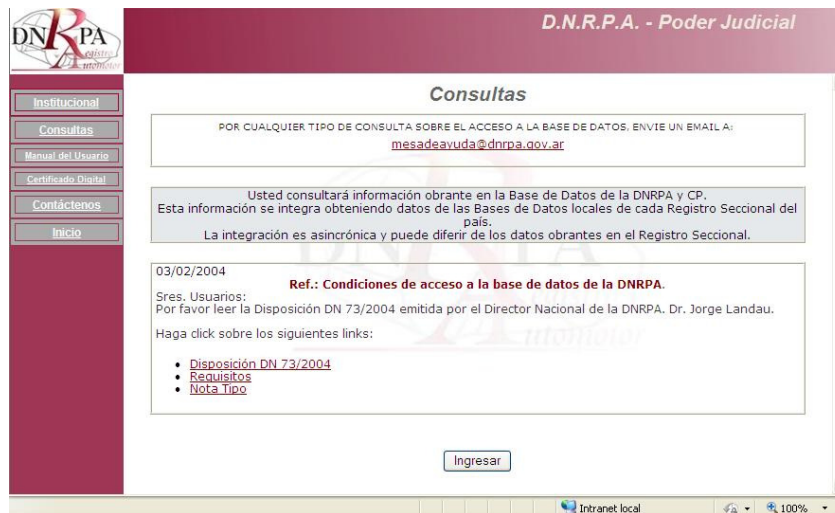 DNRPA
Registro
Automotor
D.N.R.P.A. - Poder Judicial
Institucional
Consultas
Manual del Usuario
Certificado Digital
Contáctenos
Inicio
Consultas
POR CUALQUIER TIPO DE CONSULTA SOBRE EL ACCESO A LA BASE DE DATOS, ENVIE UN EMAIL A:
mesadeayuda@dnrpa.gov.ar
Usted consultará información obrante en la Base de Datos de la DNRPA y CP.
Esta información se integra obteniendo datos de las Bases de Datos locales de cada Registro Seccional del
país.
La integración es asincrónica y puede diferir de los datos obrantes en el Registro Seccional.
03/02/2004
Ref.: Condiciones de acceso a la base de datos de la DNRPA.
Sres. Usuarios:
Por favor leer la Disposición DN 73/2004 emitida por el Director Nacional de la DNRPA. Dr. Jorge Landau.
Haga click sobre los siguientes links:
Disposición DN 73/2004
Requisitos
Nota Tipo
Ingresar
Intranet local
100%